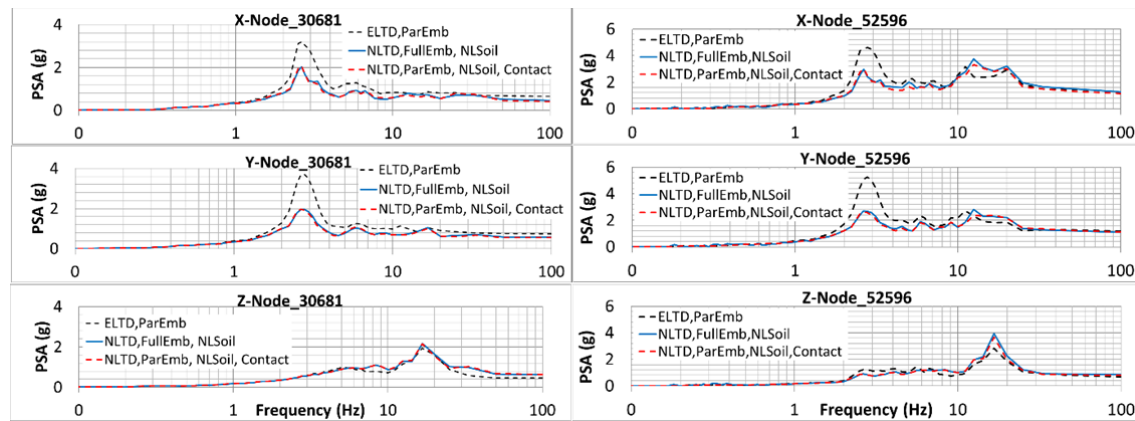 X-Node_30681
PSA (g)
4
2
0
ELTD,ParEmb
NLTD,FullEmb, NLSoil
NLTD,ParEmb, NLSoil, Contact
0 1 10 100
X-Node_52596
PSA (g)
6
4
2
0
ELTD,ParEmb
NLTD,FullEmb,NLSoil
NLTD,ParEmb,NLSoil,Contact
0 1 10 100
Y-Node_30681
PSA (g)
4
2
0
ELTD,ParEmb
NLTD,FullEmb, NLSoil
NLTD,ParEmb, NLSoil, Contact
0 1 10 100
Y-Node_52596
PSA (g)
6
4
2
0
ELTD,ParEmb
NLTD,FullEmb,NLSoil
NLTD,ParEmb,NLSoil,Contact
0 1 10 100
Z-Node_30681
PSA (g)
4
2
0
ELTD,ParEmb
NLTD,FullEmb, NLSoil
NLTD,ParEmb, NLSoil, Contact
0 1 10 100
Frequency (Hz)
Z-Node_52596
PSA (g)
6
4
2
0
ELTD,ParEmb
NLTD,FullEmb,NLSoil
NLTD,ParEmb,NLSoil,Contact
0 1 10 100
Frequency (Hz)